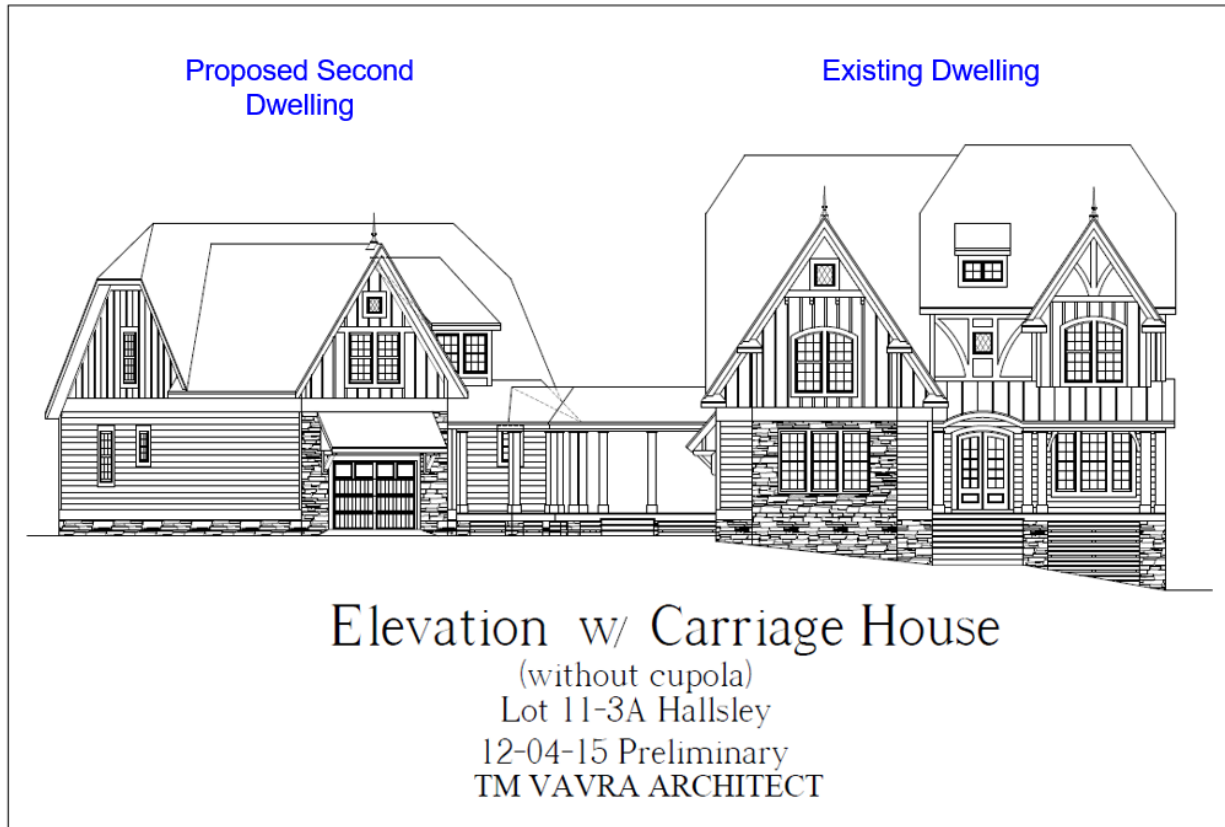 Proposed Second
Dwelling
Existing Dwelling
Elevation w/ Carriage House
(without cupola)
Lot 11-3A Hallsley
12-04-15 Preliminary
TM VAVRA ARCHITECT